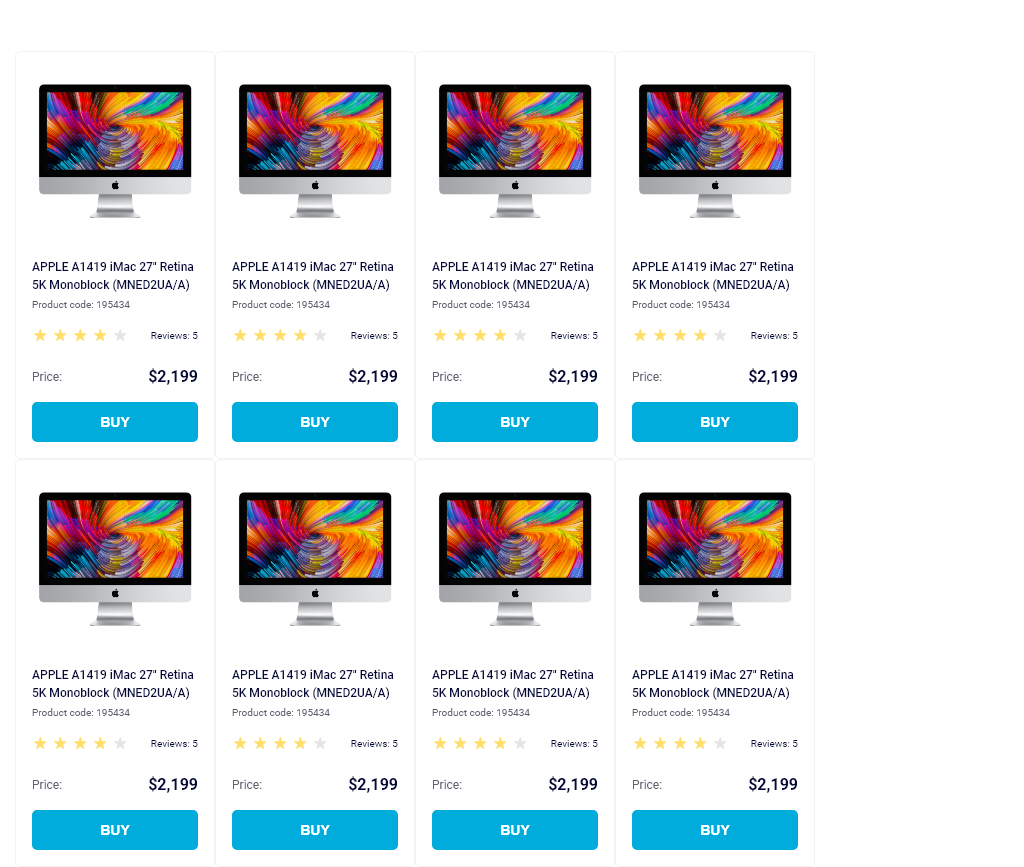 APPLE A1419 iMac 27" Retina
5K Monoblock (MNED2UA/A)
Product code: 195434
Reviews: 5
Price: $2,199
BUY
APPLE A1419 iMac 27" Retina
5K Monoblock (MNED2UA/A)
Product code: 195434
Reviews: 5
Price: $2,199
BUY
APPLE A1419 iMac 27" Retina
5K Monoblock (MNED2UA/A)
Product code: 195434
Reviews: 5
Price: $2,199
BUY
APPLE A1419 iMac 27" Retina
5K Monoblock (MNED2UA/A)
Product code: 195434
Reviews: 5
Price: $2,199
BUY
APPLE A1419 iMac 27" Retina
5K Monoblock (MNED2UA/A)
Product code: 195434
Reviews: 5
Price: $2,199
BUY
APPLE A1419 iMac 27" Retina
5K Monoblock (MNED2UA/A)
Product code: 195434
Reviews: 5
Price: $2,199
BUY
APPLE A1419 iMac 27" Retina
5K Monoblock (MNED2UA/A)
Product code: 195434
Reviews: 5
Price: $2,199
BUY
APPLE A1419 iMac 27" Retina
5K Monoblock (MNED2UA/A)
Product code: 195434
Reviews: 5
Price: $2,199
BUY